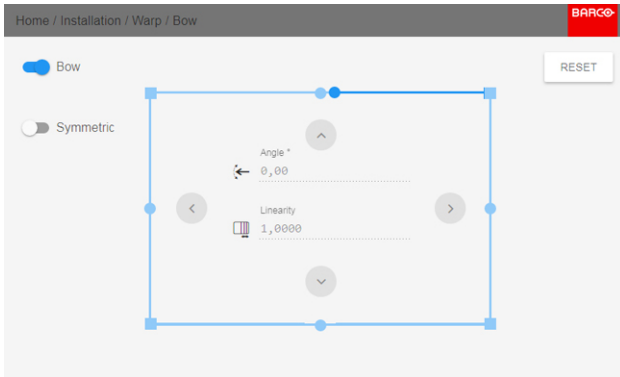 Home / Installation / Warp / Bow
BARCO
Bow
RESET
Symmetric
Angle *
0,00
Linearity
1,0000